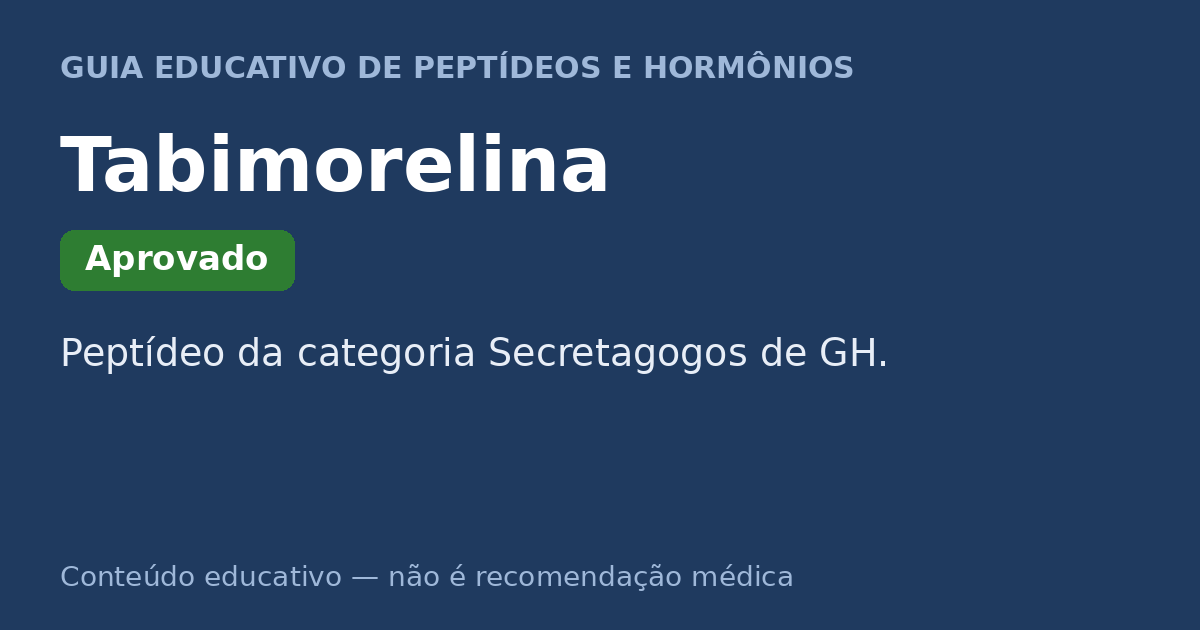 GUIA EDUCATIVO DE PEPTÍDEOS E HORMÔNIOS
Tabimorelina
Aprovado
Peptídeo da categoria Secretagogos de GH.
Conteúdo educativo — não é recomendação médica